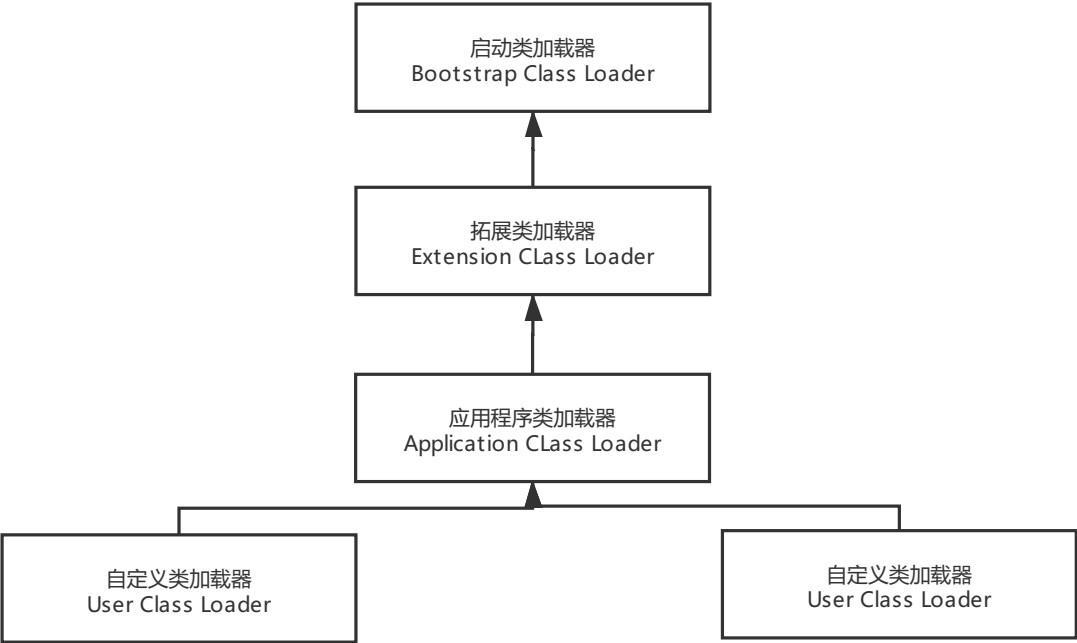 启动类加载器
Bootstrap Class Loader
拓展类加载器
Extension CLass Loader
应用程序类加载器
Application CLass Loader
自定义类加载器
User Class Loader
自定义类加载器
User Class Loader